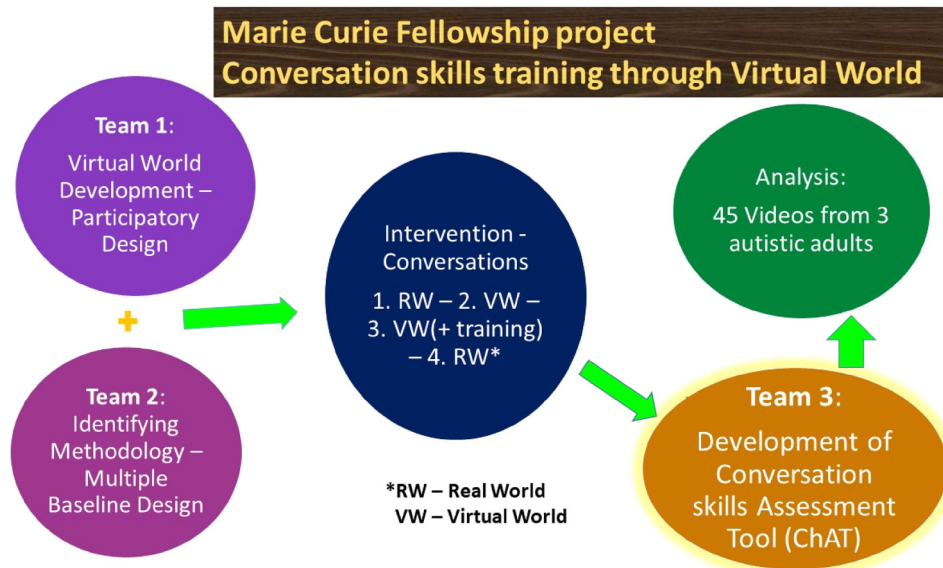 Marie Curie Fellowship project
Conversation skills training through Virtual World
Team 1:
Virtual World
Development –
Participatory
Design
+
Team 2:
Identifying
Methodology –
Multiple
Baseline Design
Intervention -
Conversations
1. RW – 2. VW –
3. VW(+ training)
– 4. RW*
*RW – Real World
VW – Virtual World
Team 3:
Development of
Conversation
skills Assessment
Tool (ChAT)
Analysis:
45 Videos from 3
autistic adults